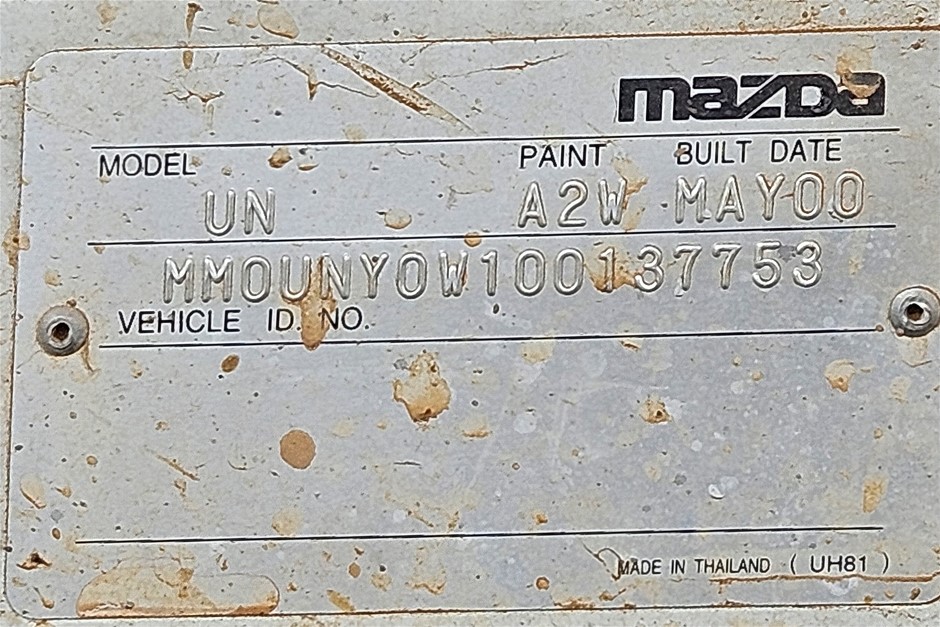 mazda
MODEL PAINT BUILT DATE
UN A2W MAY00
MM0UNY0W100137753
VEHICLE ID. NO.
MADE IN THAILAND ( UH81 )